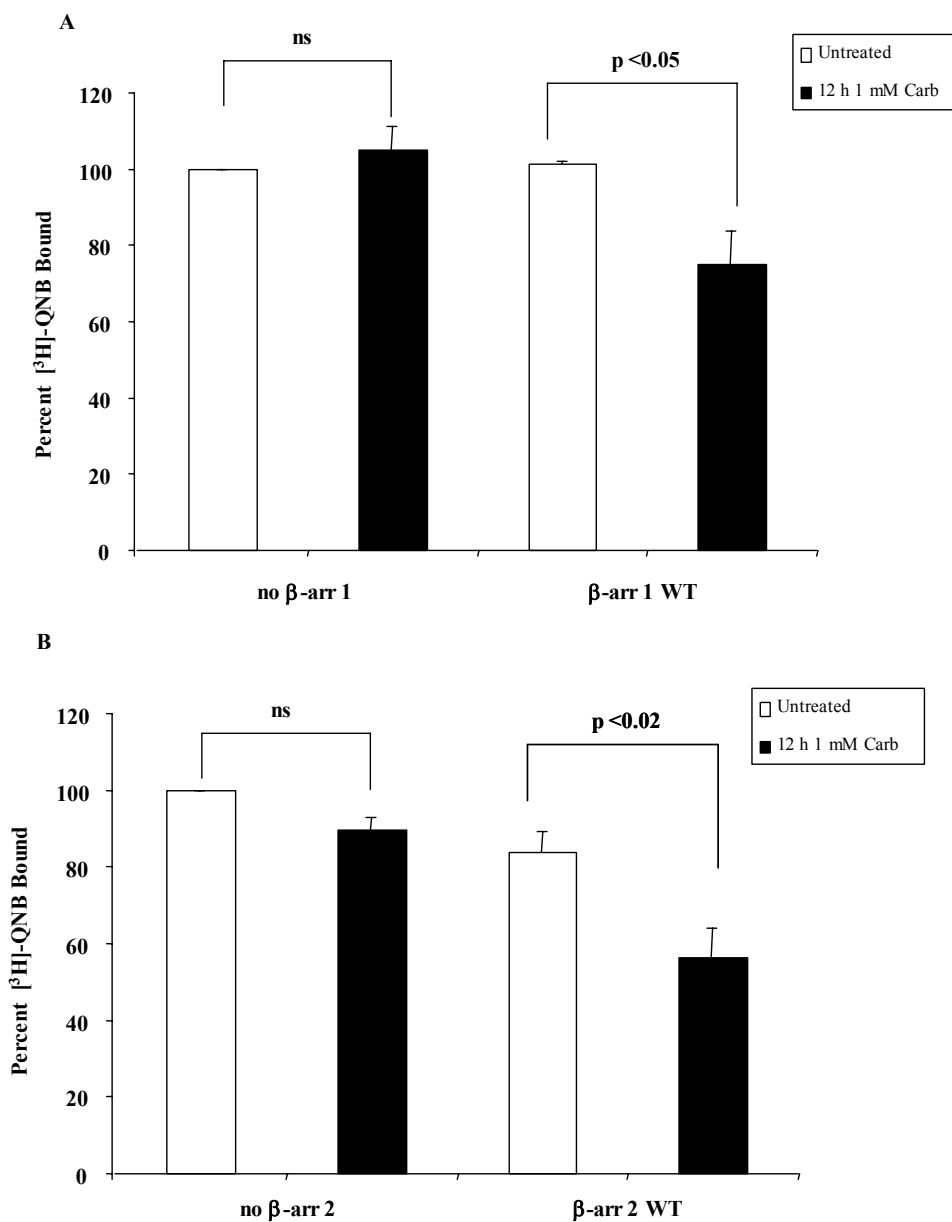 A
ns
p <0.05
Untreated
12 h 1 mM Carb
120
100
80
60
40
20
0
Percent [³H]-QNB Bound
no β-arr 1
β-arr 1 WT
B
ns
p <0.02
Untreated
12 h 1 mM Carb
120
100
80
60
40
20
0
Percent [³H]-QNB Bound
no β-arr 2
β-arr 2 WT